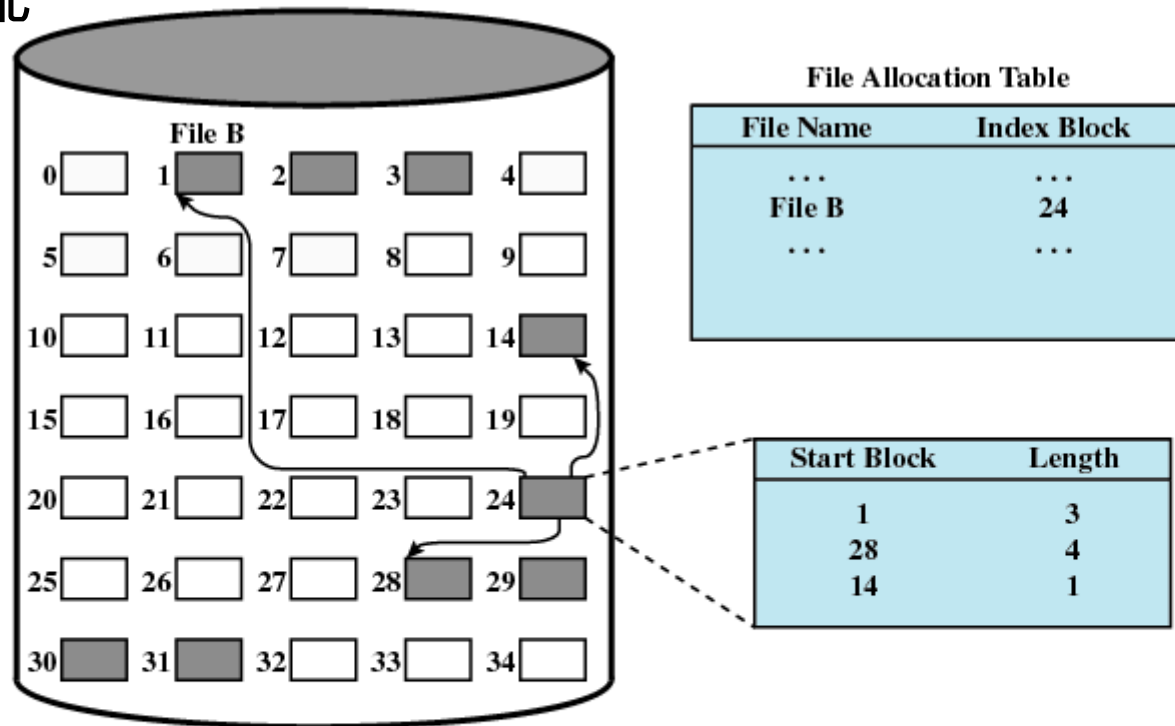 File Allocation Table
File Name Index Block
... ...
File B 24
... ...
File B
0 1 2 3 4
5 6 7 8 9
10 11 12 13 14
15 16 17 18 19
20 21 22 23 24
25 26 27 28 29
30 31 32 33 34
Start Block Length
1 3
28 4
14 1